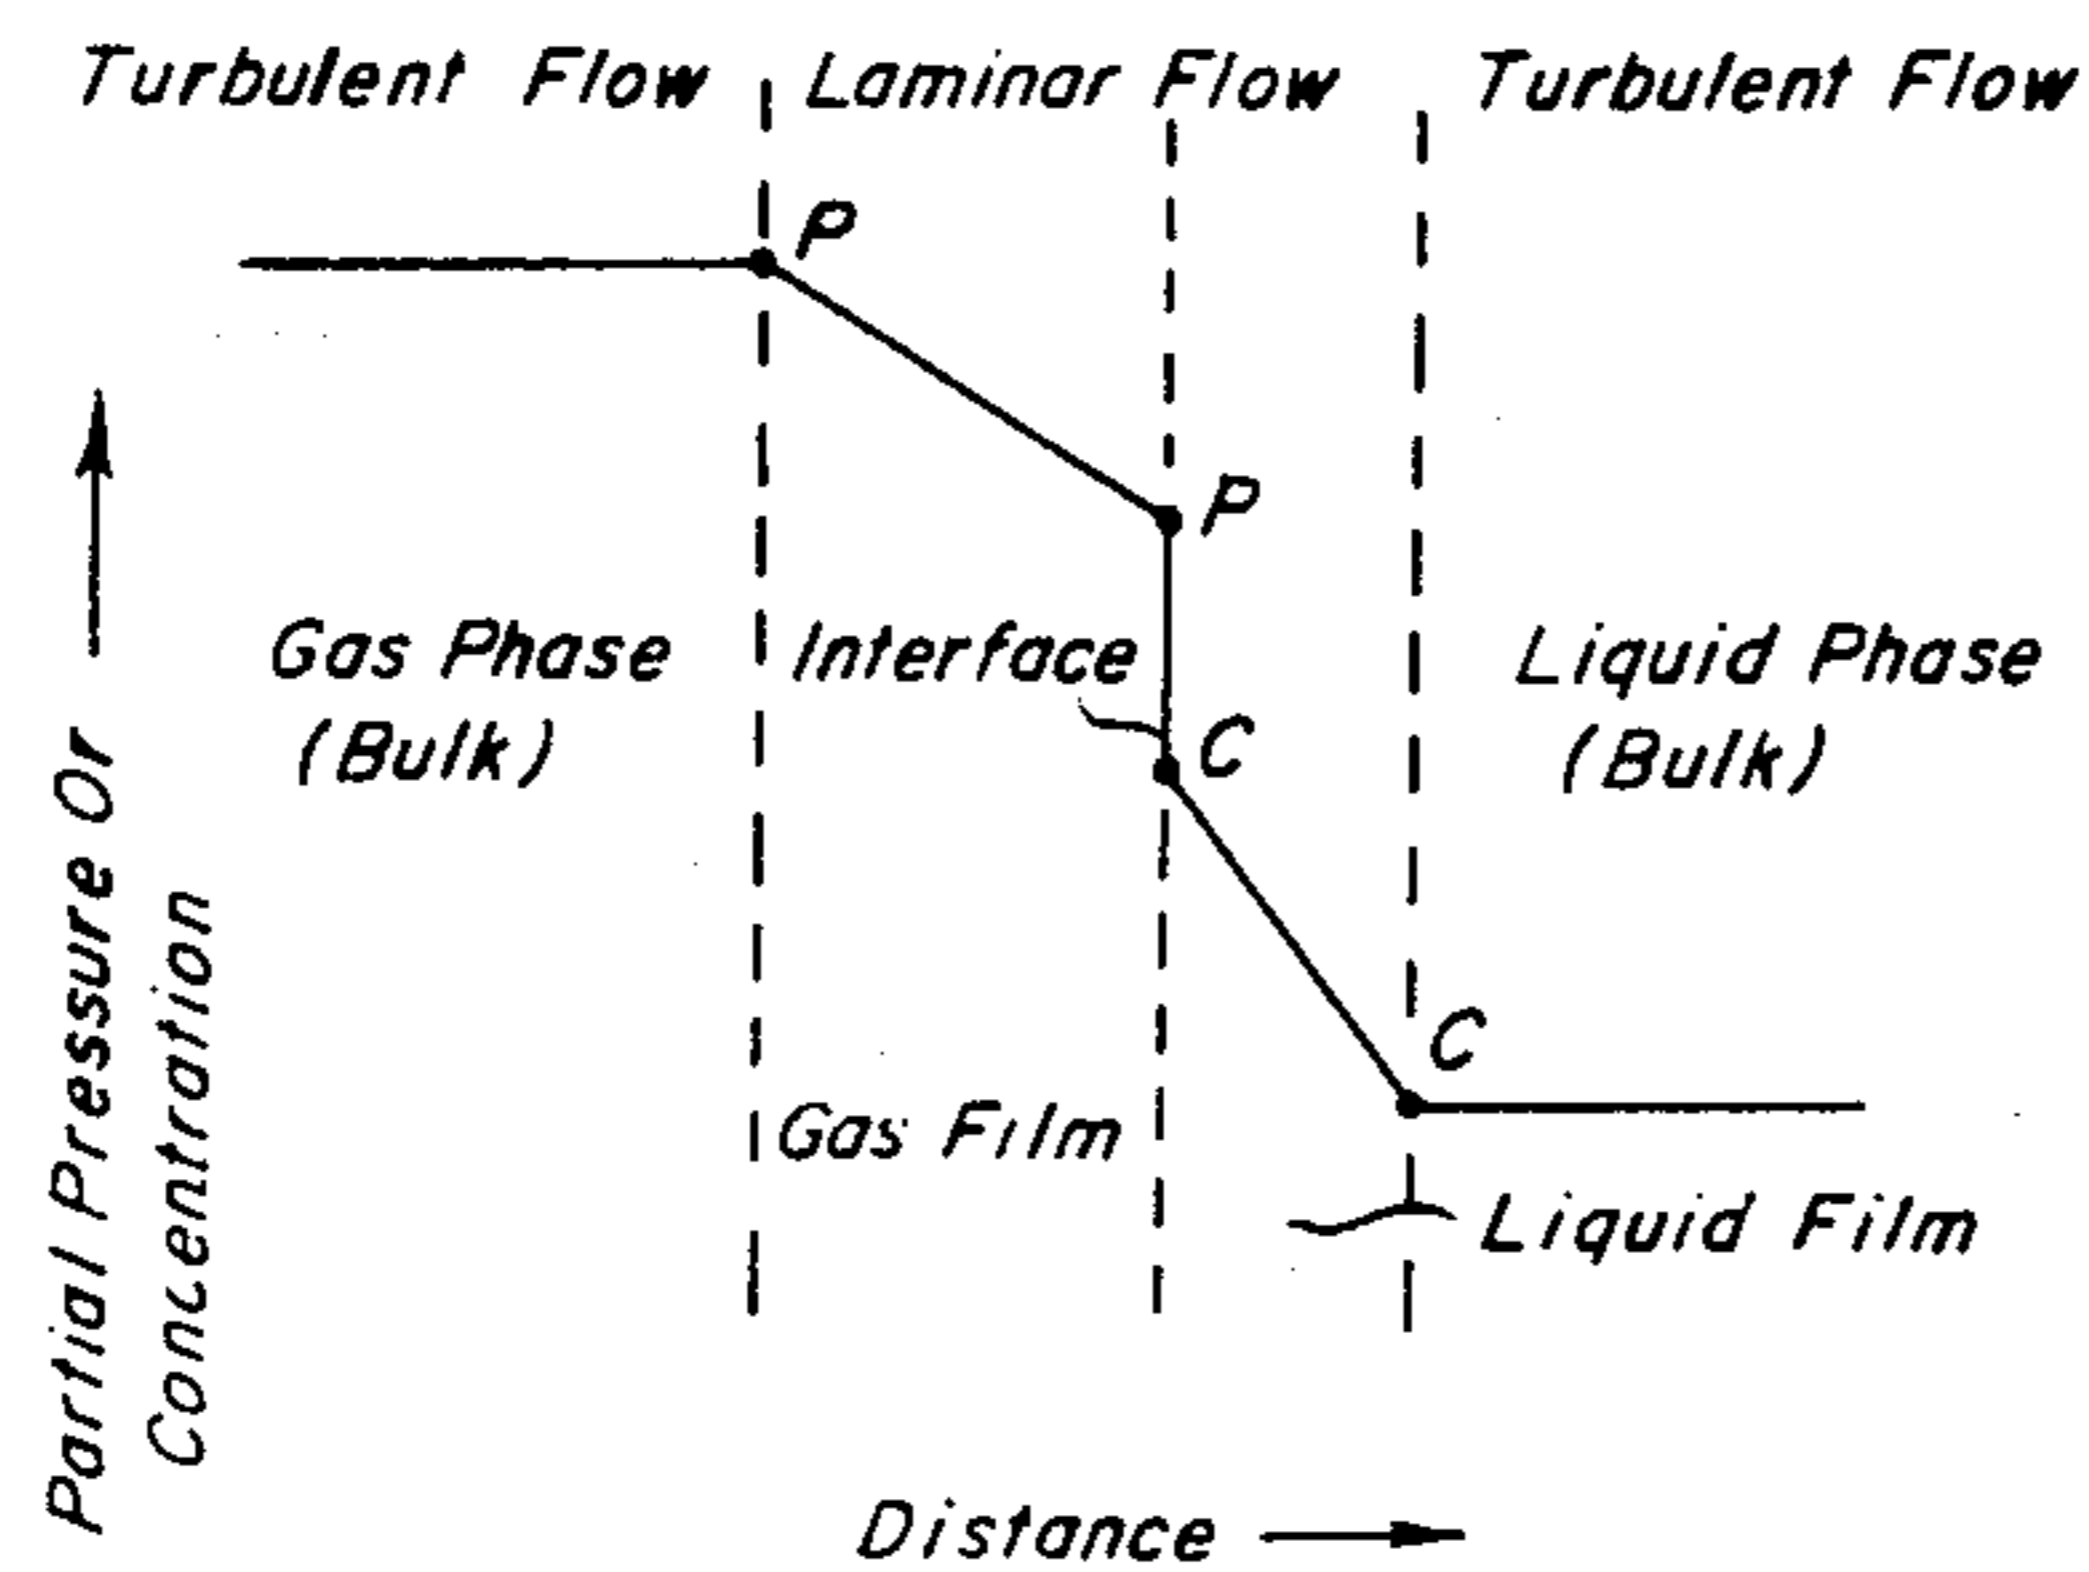 Turbulent Flow
Laminar Flow
Turbulent Flow
P
P
Gas Phase
(Bulk)
Interface
C
Liquid Phase
(Bulk)
C
Gas Film
Liquid Film
Partial Pressure Or
Concentration
Distance